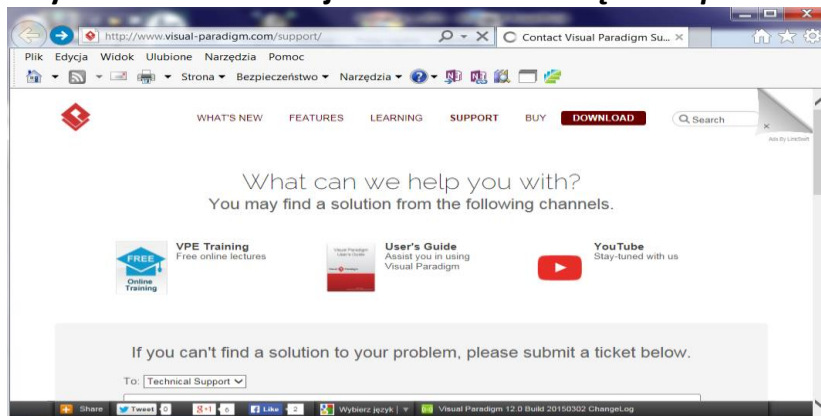 http://www.visual-paradigm.com/support/
Contact Visual Paradigm Su...
Plik Edycja Widok Ulubione Narzędzia Pomoc
Strona Bezpieczeństwo Narzędzia
WHAT'S NEW FEATURES LEARNING SUPPORT BUY DOWNLOAD Search
What can we help you with?
You may find a solution from the following channels.
FREE
Online
Training
VPE Training
Free online lectures
User's Guide
Assist you in using
Visual Paradigm
YouTube
Stay-tuned with us
If you can't find a solution to your problem, please submit a ticket below.
To: Technical Support
Share Tweet 0 g+1 6 Like 2 Wybierz język Visual Paradigm 12.0 Build 20150302 ChangeLog